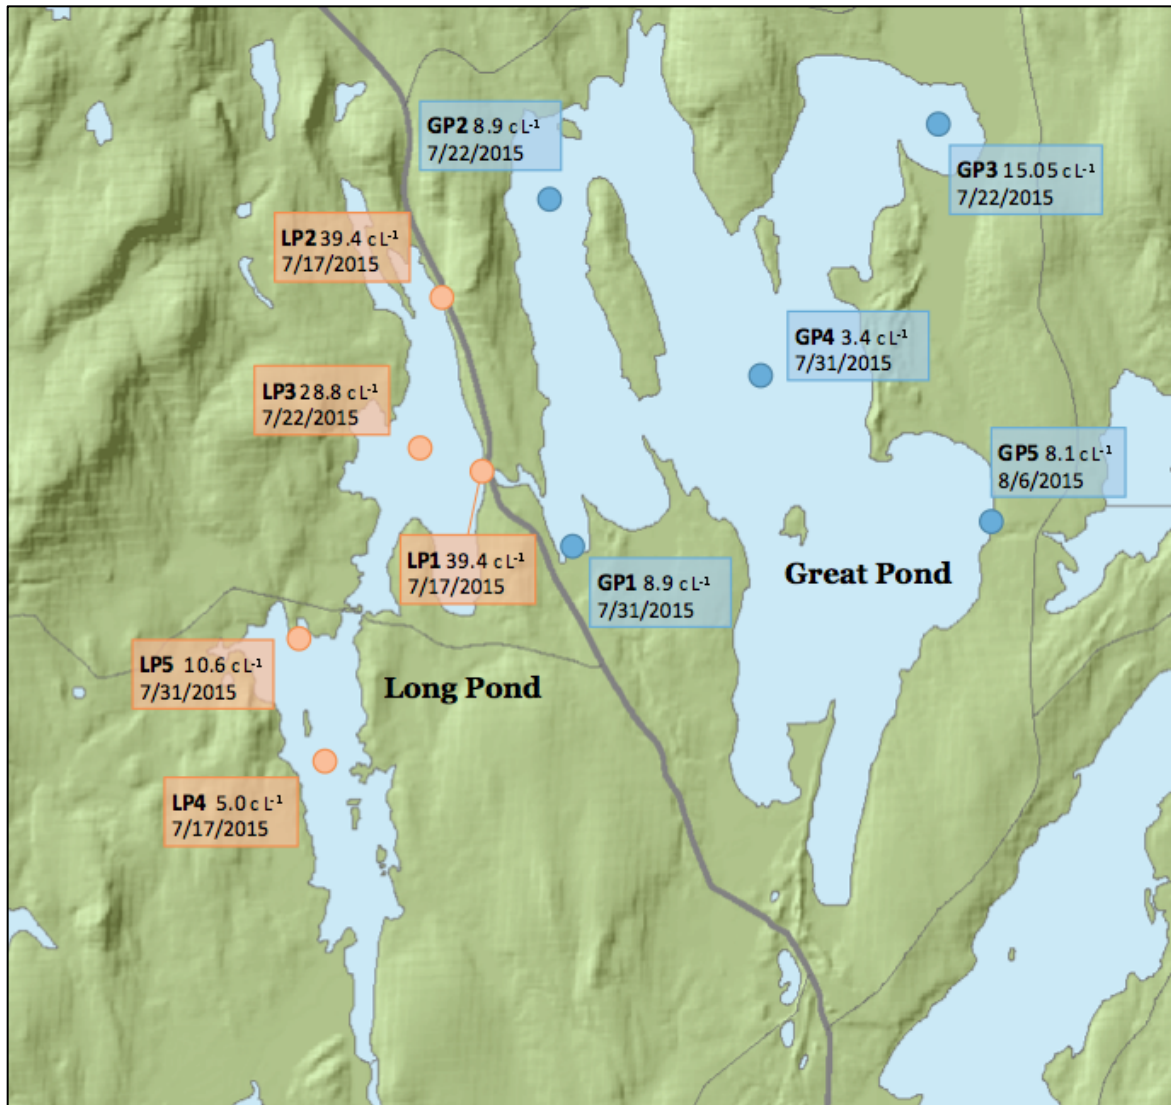 GP2 8.9 c L-1
7/22/2015
GP3 15.05 c L-1
7/22/2015
LP2 39.4 c L-1
7/17/2015
GP4 3.4 c L-1
7/31/2015
LP3 28.8 c L-1
7/22/2015
GP5 8.1 c L-1
8/6/2015
LP1 39.4 c L-1
7/17/2015
GP1 8.9 c L-1
7/31/2015
Great Pond
LP5 10.6 c L-1
7/31/2015
Long Pond
LP4 5.0 c L-1
7/17/2015